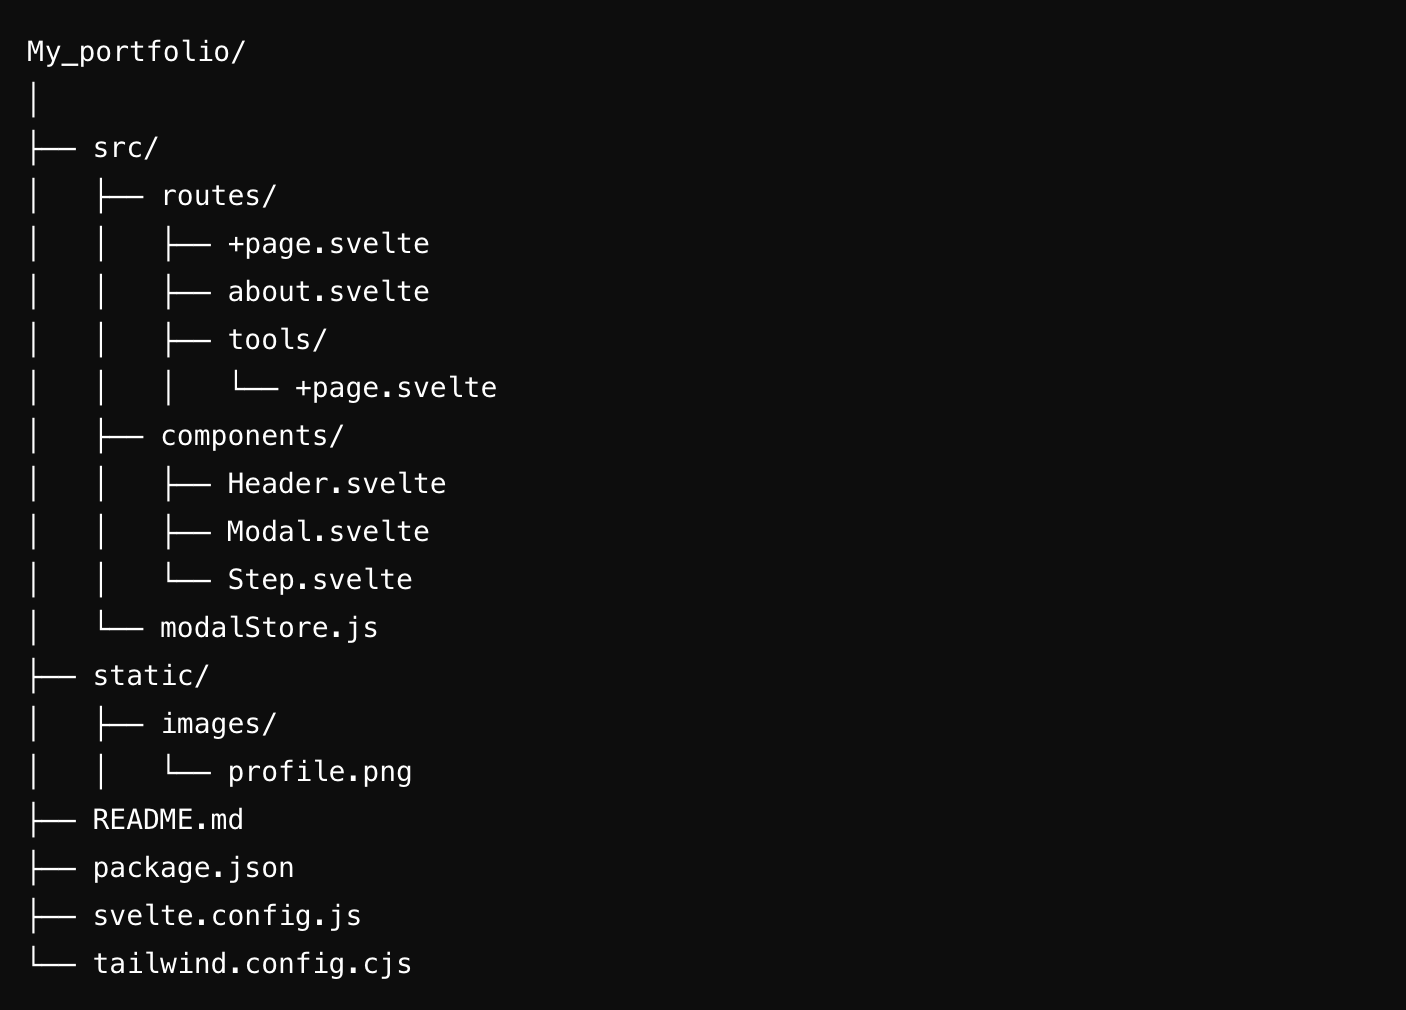 My_portfolio/
│
├── src/
│   ├── routes/
│   │   ├── +page.svelte
│   │   ├── about.svelte
│   │   ├── tools/
│   │   │   └── +page.svelte
│   ├── components/
│   │   ├── Header.svelte
│   │   ├── Modal.svelte
│   │   └── Step.svelte
│   └── modalStore.js
├── static/
│   ├── images/
│   │   └── profile.png
├── README.md
├── package.json
├── svelte.config.js
└── tailwind.config.cjs